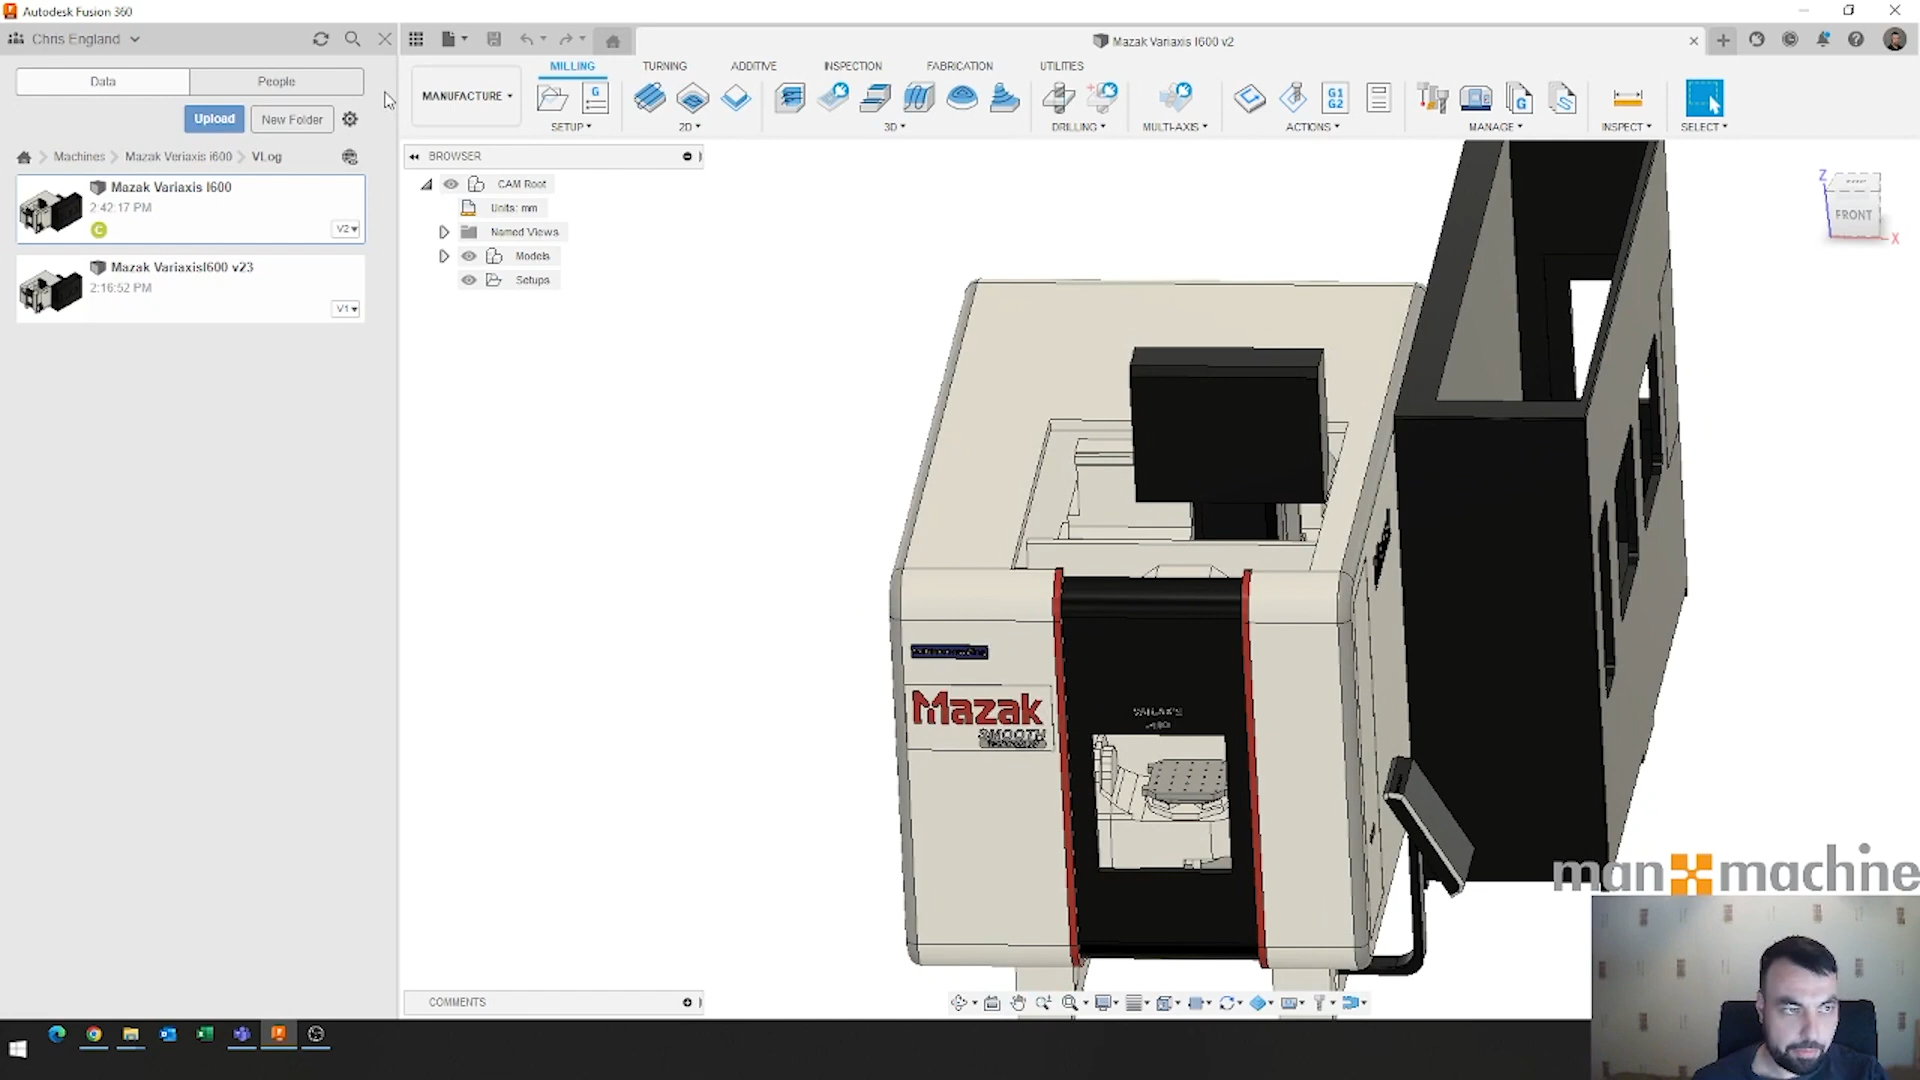 Autodesk Fusion 360
Chris England
Mazak Variaxis I600 v2
Data
People
Upload
New Folder
Machines
Mazak Veriaxis i600
VLog
Mazak Variaxis I600
2:42:17 PM
C
V2
Mazak VariaxisI600 v23
2:16:52 PM
V1
MANUFACTURE
MILLING
TURNING
ADDITIVE
INSPECTION
FABRICATION
UTILITIES
G
G1
G2
G
SETUP
2D
3D
DRILLING
MULTI-AXIS
ACTIONS
MANAGE
INSPECT
SELECT
BROWSER
CAM Root
Units: mm
Named Views
Models
Setups
Z
FRONT
X
Mazak
SMOOTH
man machine
COMMENTS